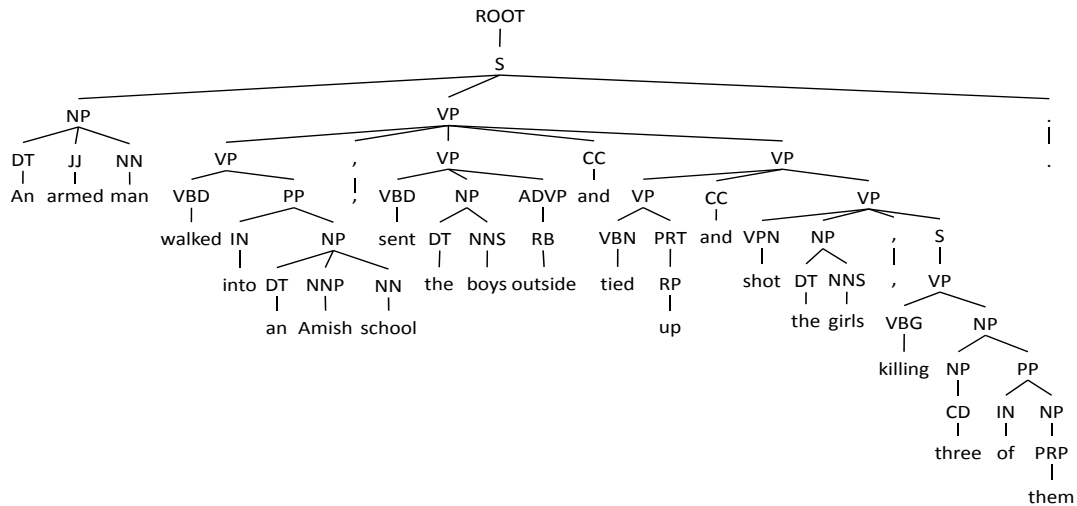 ROOT
S
NP VP .
DT JJ NN VP , VP CC VP .
An armed man VBD PP , VBD NP ADVP and VP CC VP
walked IN NP sent DT NNS RB VBN PRT and VPN NP , S
into DT NNP NN the boys outside tied RP shot DT NNS , VP
an Amish school up the girls VBG NP
killing NP PP
CD IN NP
three of PRP
them